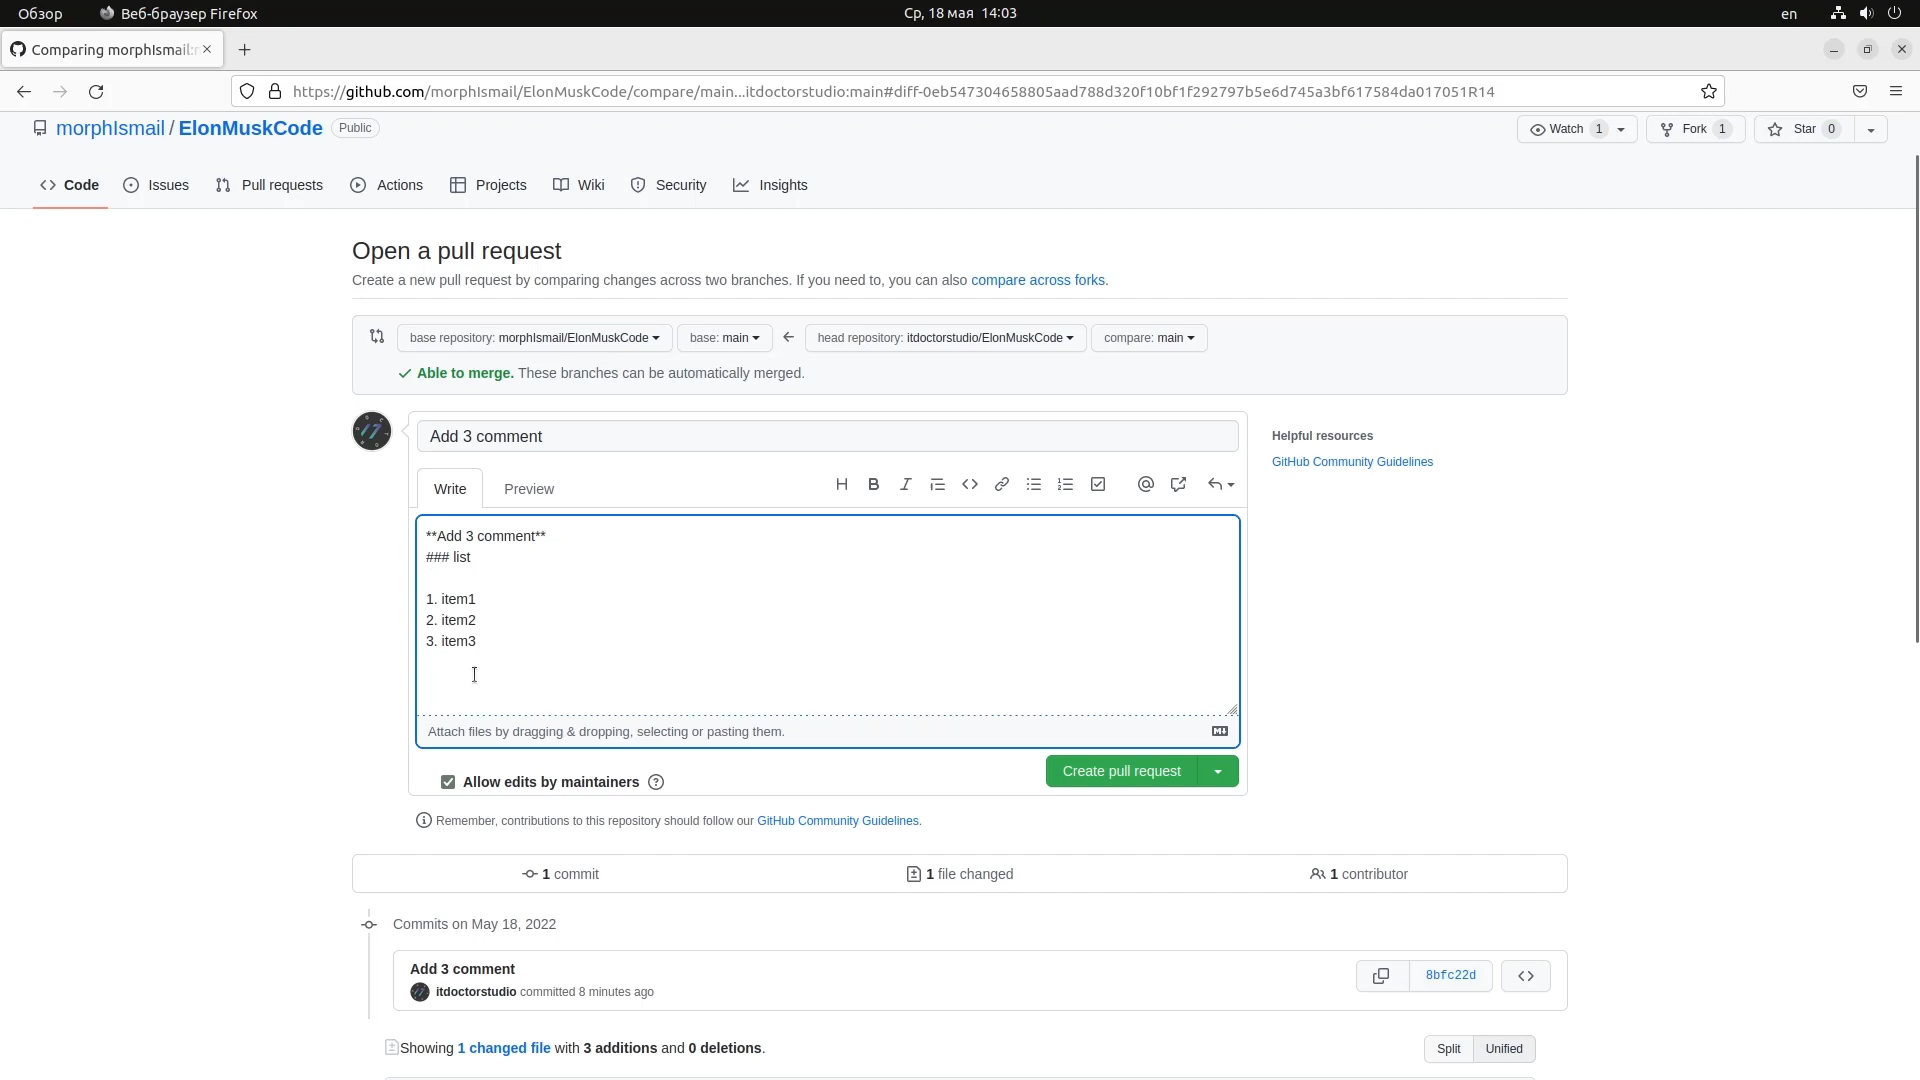 Обзор Веб-браузер Firefox Ср, 18 мая 14:03 en
Comparing morphIsmail:
https://github.com/morphIsmail/ElonMuskCode/compare/main...itdoctorstudio:main#diff-0eb547304658805aad788d320f10bf1f292797b5e6d745a3bf617584da017051R14
morphIsmail / ElonMuskCode Public Watch 1 Fork 1 Star 0
Code Issues Pull requests Actions Projects Wiki Security Insights
Open a pull request
Create a new pull request by comparing changes across two branches. If you need to, you can also compare across forks.
base repository: morphIsmail/ElonMuskCode base: main head repository: itdoctorstudio/ElonMuskCode compare: main
Able to merge. These branches can be automatically merged.
Add 3 comment
Helpful resources
GitHub Community Guidelines
Write Preview
**Add 3 comment**
### list
1. item1
2. item2
3. item3
Attach files by dragging & dropping, selecting or pasting them.
Allow edits by maintainers Create pull request
Remember, contributions to this repository should follow our GitHub Community Guidelines.
1 commit 1 file changed 1 contributor
Commits on May 18, 2022
Add 3 comment
itdoctorstudio committed 8 minutes ago
8bfc22d
Showing 1 changed file with 3 additions and 0 deletions.
Split Unified